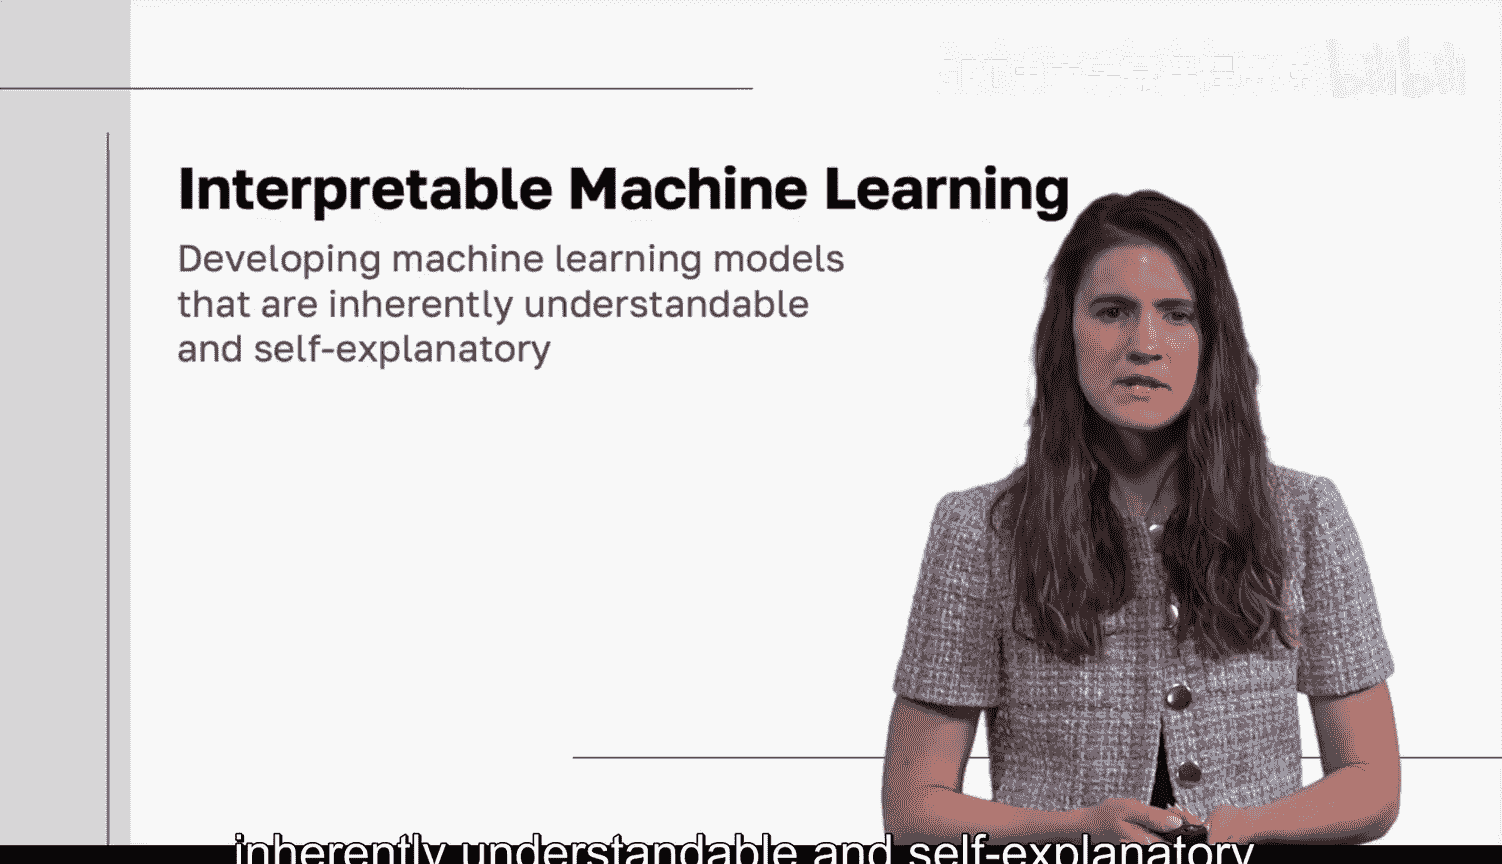 bilibili
Interpretable Machine Learning
Developing machine learning models
that are inherently understandable
and self-explanatory
inherently understandable and self-explanatory